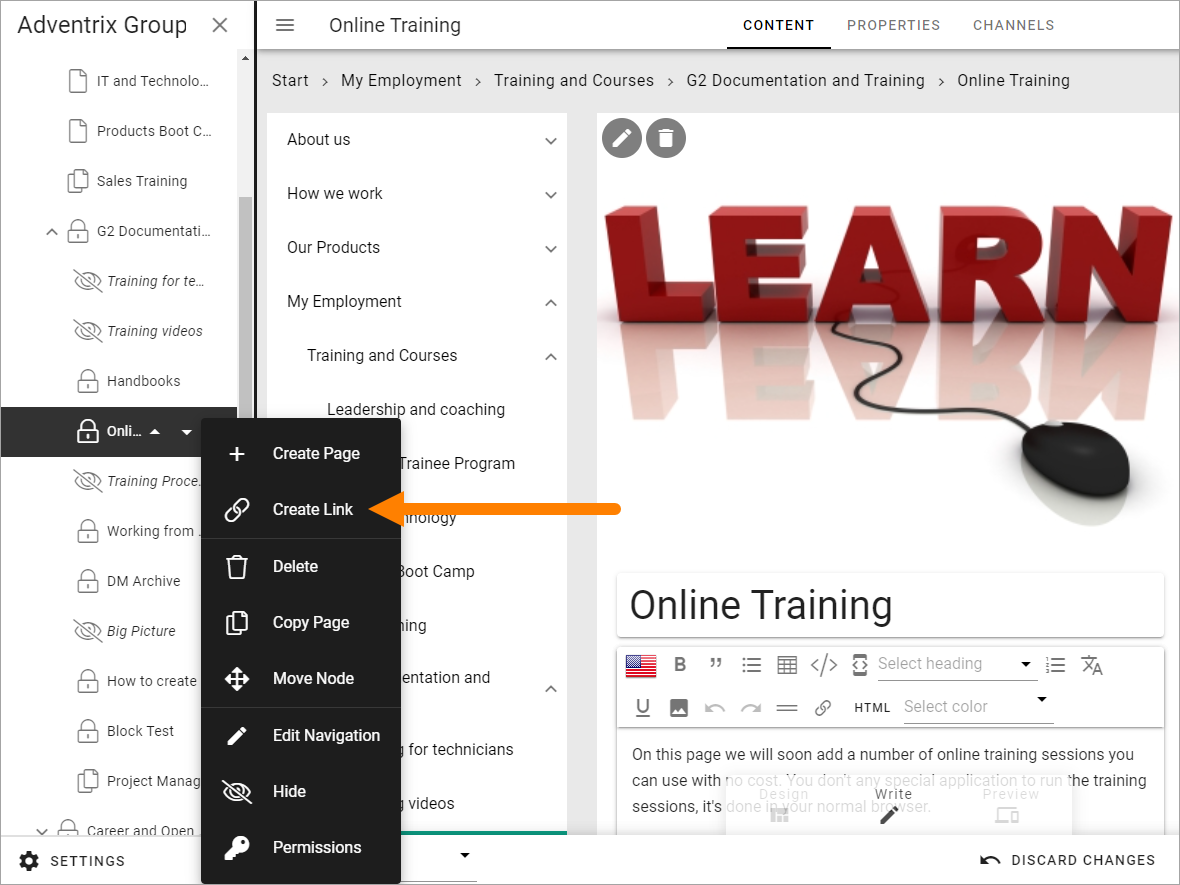 Adventrix Group
IT and Technolo...
Products Boot C...
Sales Training
G2 Documentati...
Training for te...
Training videos
Handbooks
Onli...
Training Proce...
Working from ...
DM Archive
Big Picture
How to create
Block Test
Project Manag
Career and Open
SETTINGS
Create Page
Create Link
Delete
Copy Page
Move Node
Edit Navigation
Hide
Permissions
Online Training
CONTENT PROPERTIES CHANNELS
Start > My Employment > Training and Courses > G2 Documentation and Training > Online Training
About us
How we work
Our Products
My Employment
Training and Courses
Leadership and coaching
Trainee Program
hnology
Boot Camp
ning
entation and
g for technicians
g videos
LEARN
Online Training
B " </> Select heading
U HTML Select color
On this page we will soon add a number of online training sessions you
can use with no cost. You don't any special application to run the training
sessions, it's done in your normal browser.
Design Write Preview
DISCARD CHANGES